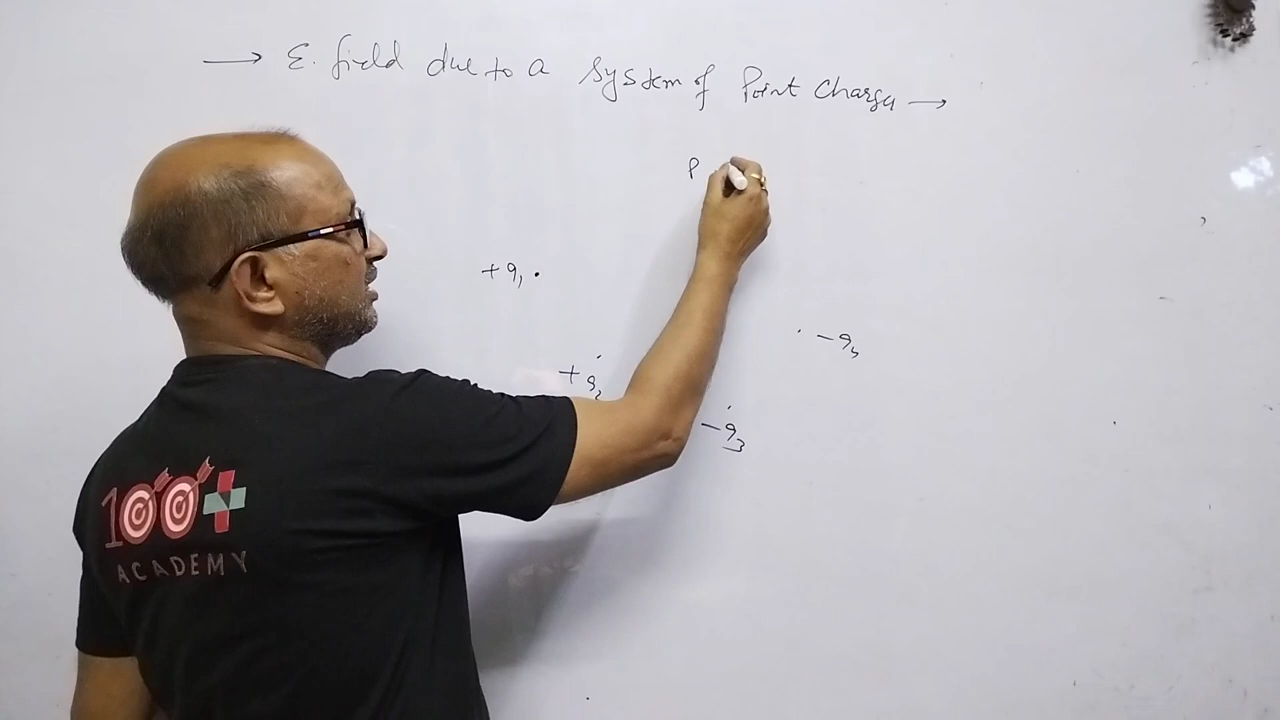 → E. field due to a system of Point Charges →
P
+q₁
-q₄
+q₂
-q₃
100+
ACADEMY